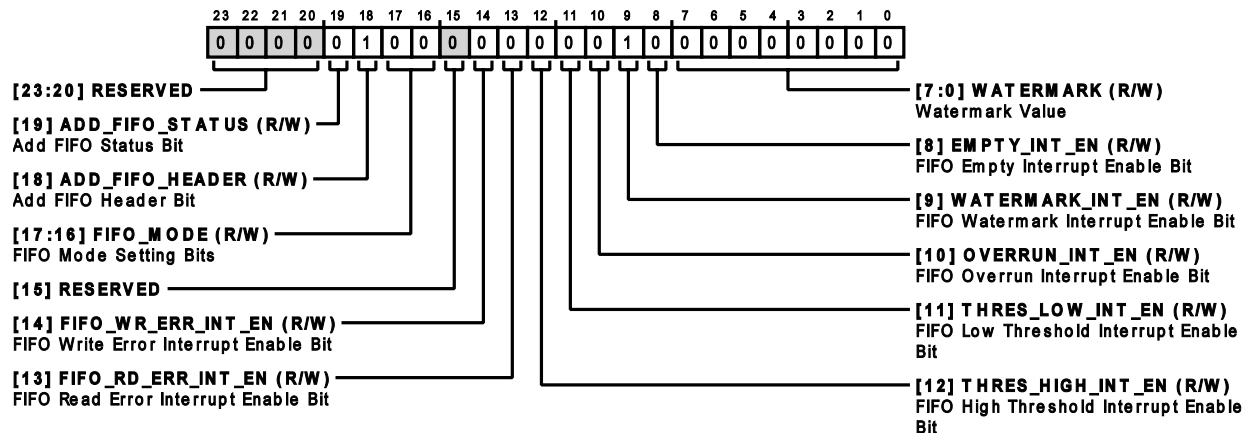 23 22 21 20 19 18 17 16 15 14 13 12 11 10 9 8 7 6 5 4 3 2 1 0
0 0 0 0 0 1 0 0 0 0 0 0 0 0 1 0 0 0 0 0 0 0 0 0
[23:20] RESERVED
[19] ADD_FIFO_STATUS (R/W)
Add FIFO Status Bit
[18] ADD_FIFO_HEADER (R/W)
Add FIFO Header Bit
[17:16] FIFO_MODE (R/W)
FIFO Mode Setting Bits
[15] RESERVED
[14] FIFO_WR_ERR_INT_EN (R/W)
FIFO Write Error Interrupt Enable Bit
[13] FIFO_RD_ERR_INT_EN (R/W)
FIFO Read Error Interrupt Enable Bit
[7:0] WATERMARK (R/W)
Watermark Value
[8] EMPTY_INT_EN (R/W)
FIFO Empty Interrupt Enable Bit
[9] WATERMARK_INT_EN (R/W)
FIFO Watermark Interrupt Enable Bit
[10] OVERRUN_INT_EN (R/W)
FIFO Overrun Interrupt Enable Bit
[11] THRES_LOW_INT_EN (R/W)
FIFO Low Threshold Interrupt Enable
Bit
[12] THRES_HIGH_INT_EN (R/W)
FIFO High Threshold Interrupt Enable
Bit